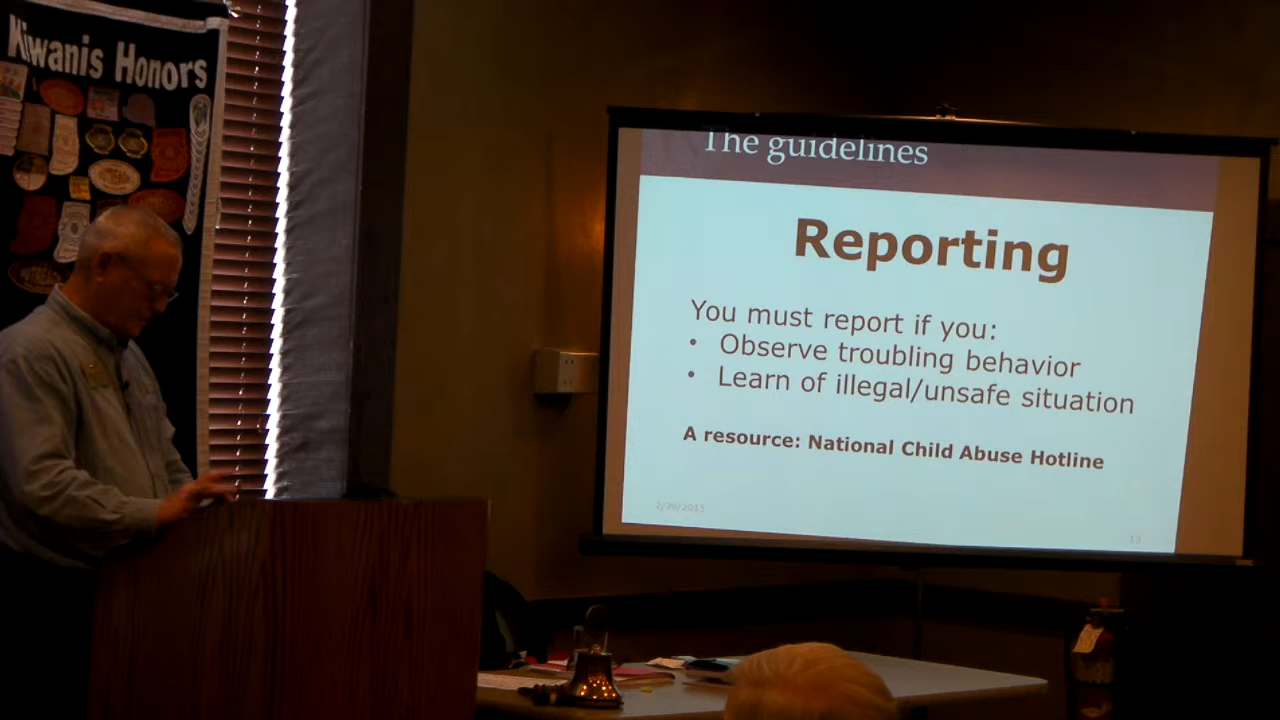 Kiwanis Honors
The guidelines
Reporting
You must report if you:
• Observe troubling behavior
• Learn of illegal/unsafe situation
A resource: National Child Abuse Hotline
13